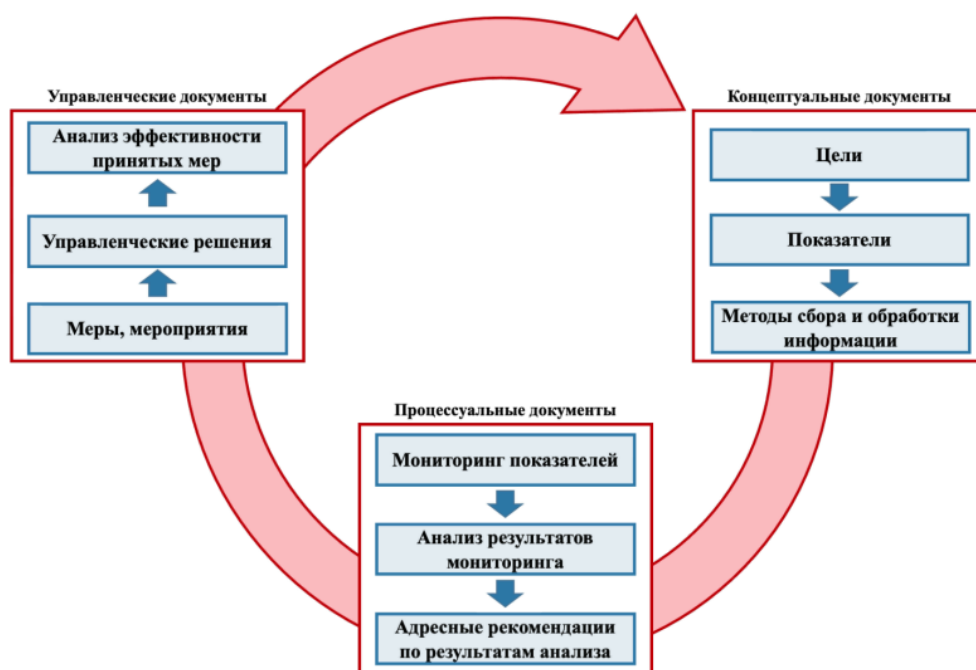 Управленческие документы
Анализ эффективности
принятых мер
Управленческие решения
Меры, мероприятия
Концептуальные документы
Цели
Показатели
Методы сбора и обработки
информации
Процессуальные документы
Мониторинг показателей
Анализ результатов
мониторинга
Адресные рекомендации
по результатам анализа